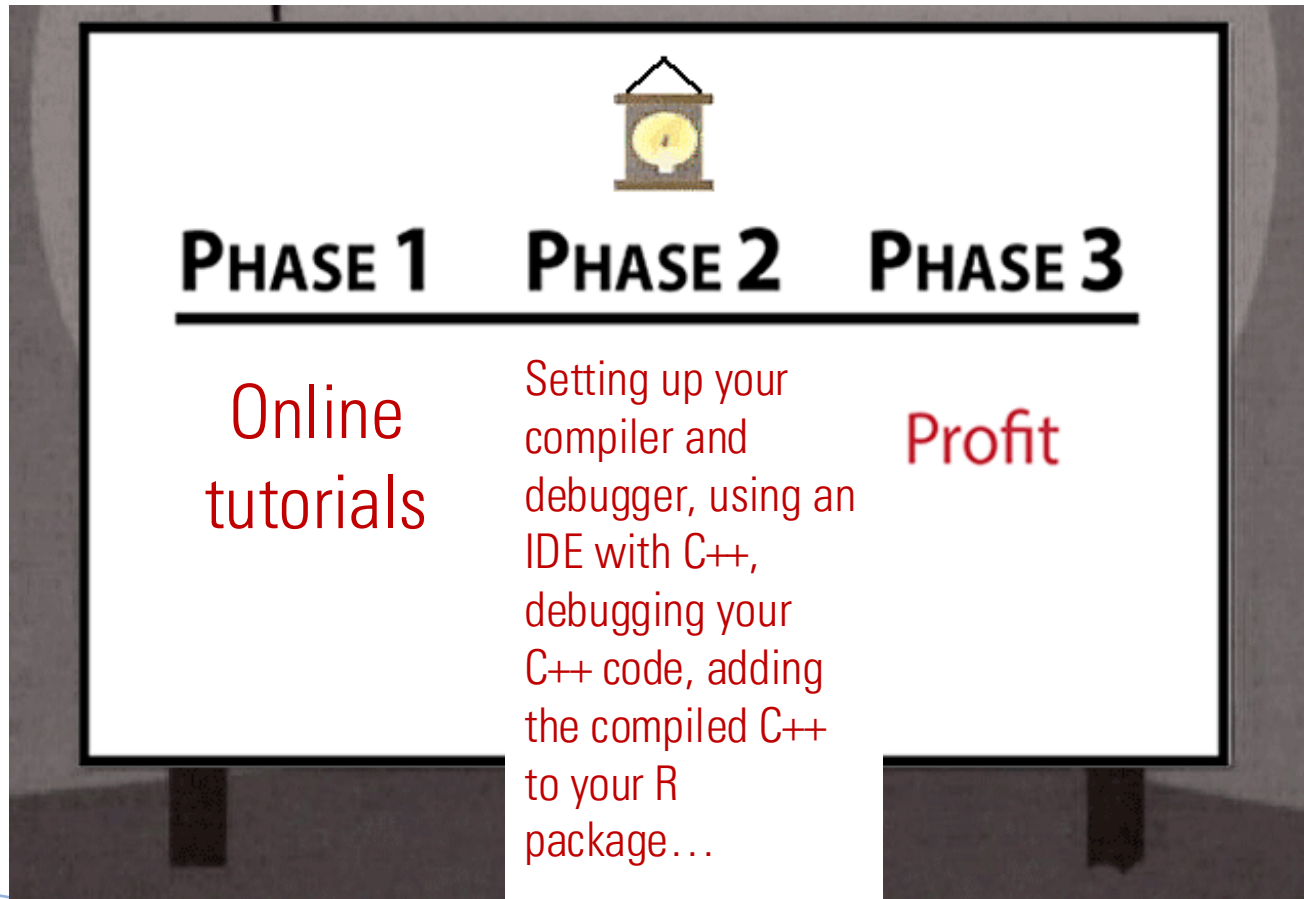 PHASE 1 PHASE 2 PHASE 3
Online
tutorials
Setting up your
compiler and
debugger, using an
IDE with C++,
debugging your
C++ code, adding
the compiled C++
to your R
package…
Profit